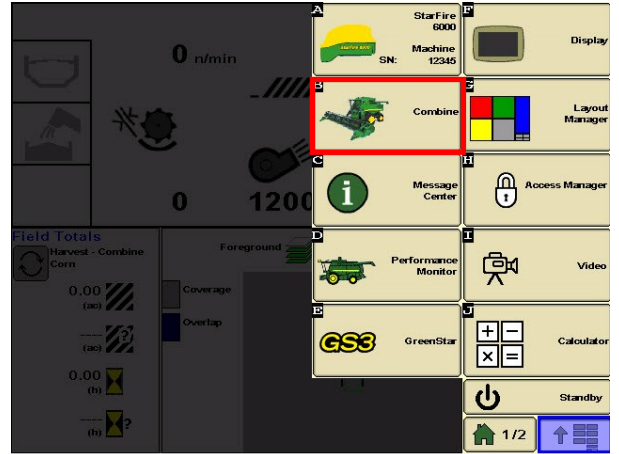 A
StarFire
6000
STARFIRE 6000
Machine
SN: 12345
F
Display
B
Combine
G
Layout
Manager
C
i
Message
Center
H
Access Manager
D
Performance
Monitor
I
Video
E
GS3
GreenStar
J
+ −
× =
Calculator
Standby
1/2
0 n/min
0
1200
Field Totals
Harvest - Combine
Corn
0.00
(ac)
----
(ac)
?
0.00
(h)
----
(h)
?
Foreground
Coverage
Overlap